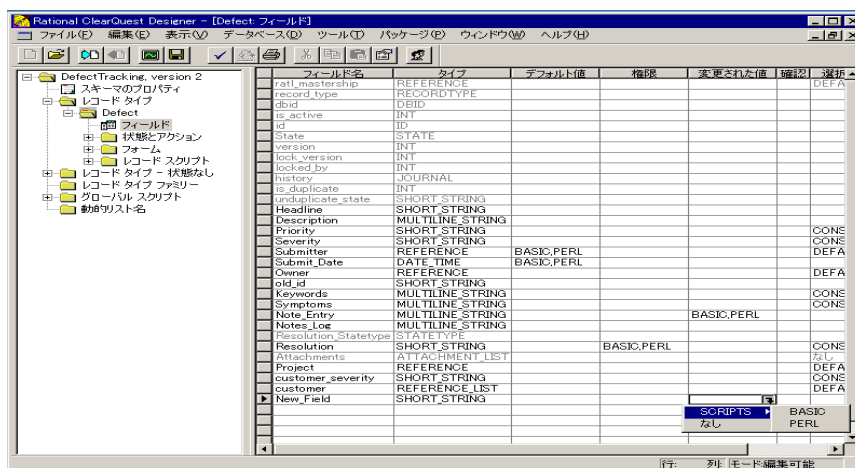 Rational ClearQuest Designer - [Defect: フィールド]
ファイル(F) 編集(E) 表示(V) データベース(D) ツール(T) パッケージ(P) ウィンドウ(W) ヘルプ(H)
DefectTracking, version 2
スキーマのプロパティ
レコード タイプ
Defect
フィールド
状態とアクション
フォーム
レコード スクリプト
レコード タイプ - 状態なし
レコード タイプ ファミリー
グローバル スクリプト
動的リスト名
フィールド名 タイプ デフォルト値 権限 変更された値 確認 選択
ratl_mastership REFERENCE DEFA
record_type RECORDTYPE
dbid DBID
is_active INT
id ID
State STATE
version INT
lock_version INT
locked_by INT
history JOURNAL
is_duplicate INT
unduplicate_state SHORT_STRING
Headline SHORT_STRING
Description MULTILINE_STRING
Priority SHORT_STRING CONS
Severity SHORT_STRING CONS
Submitter REFERENCE BASIC,PERL DEFA
Submit_Date DATE_TIME BASIC,PERL
Owner REFERENCE DEFA
old_id SHORT_STRING
Keywords MULTILINE_STRING CONS
Symptoms MULTILINE_STRING CONS
Note_Entry MULTILINE_STRING BASIC,PERL
Notes_Log MULTILINE_STRING
Resolution_Statetype STATETYPE
Resolution SHORT_STRING BASIC,PERL CONS
Attachments ATTACHMENT_LIST なし
Project REFERENCE DEFA
customer_severity SHORT_STRING CONS
customer REFERENCE_LIST DEFA
New_Field SHORT_STRING
SCRIPTS BASIC
なし PERL
行: 列: モード:編集可能